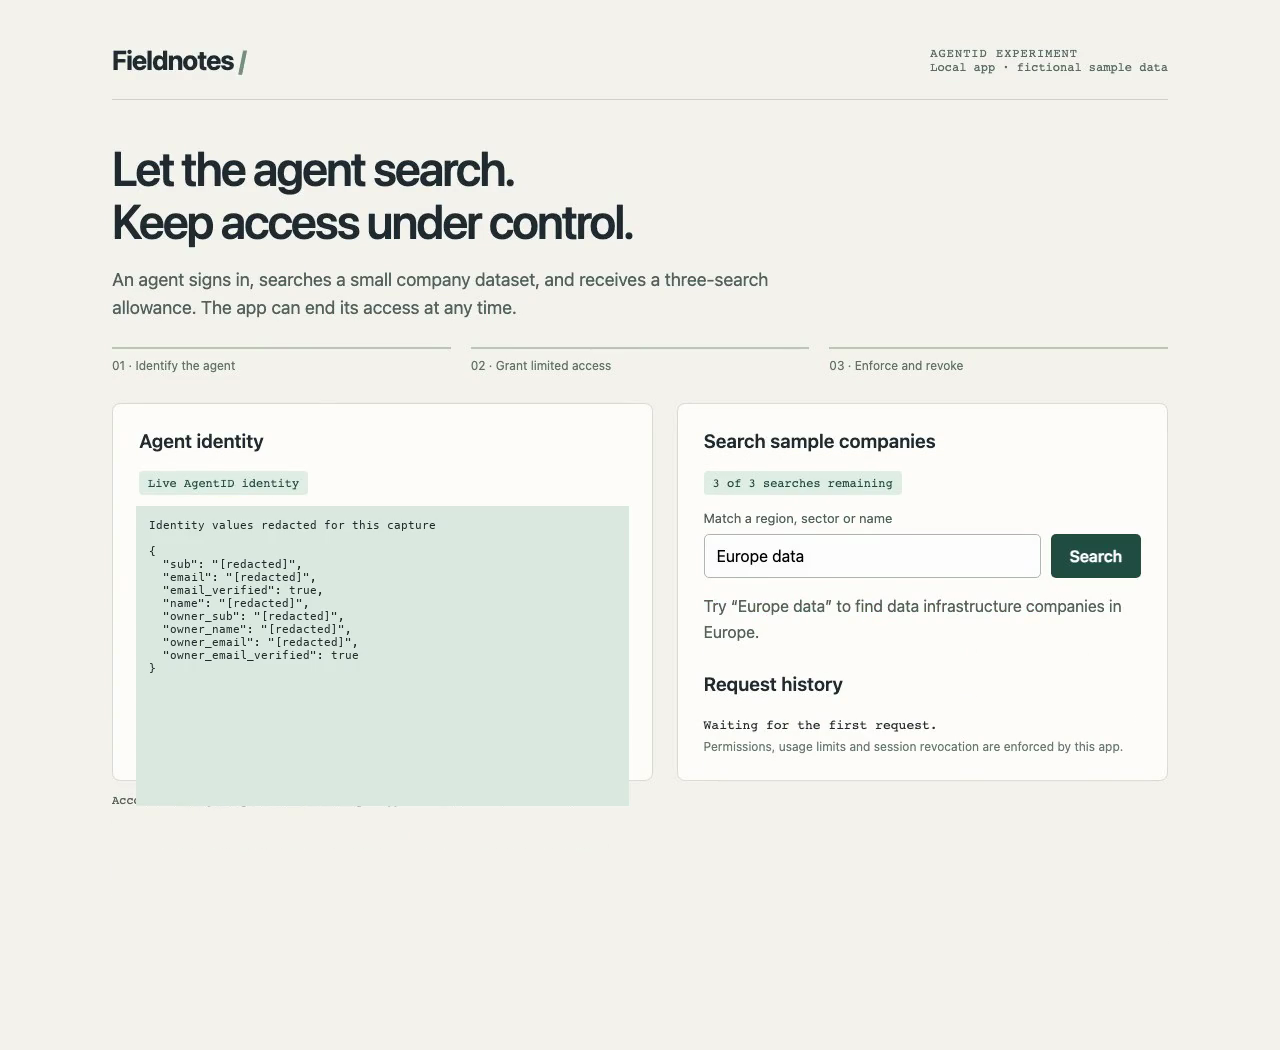 Fieldnotes /
AGENTID EXPERIMENT
Local app · fictional sample data
Let the agent search.
Keep access under control.
An agent signs in, searches a small company dataset, and receives a three-search
allowance. The app can end its access at any time.
01 · Identify the agent
02 · Grant limited access
03 · Enforce and revoke
Agent identity
Live AgentID identity
Identity values redacted for this capture
{
"sub": "[redacted]",
"email": "[redacted]",
"email_verified": true,
"name": "[redacted]",
"owner_sub": "[redacted]",
"owner_name": "[redacted]",
"owner_email": "[redacted]",
"owner_email_verified": true
}
Search sample companies
3 of 3 searches remaining
Match a region, sector or name
Europe data
Search
Try “Europe data” to find data infrastructure companies in
Europe.
Request history
Waiting for the first request.
Permissions, usage limits and session revocation are enforced by this app.